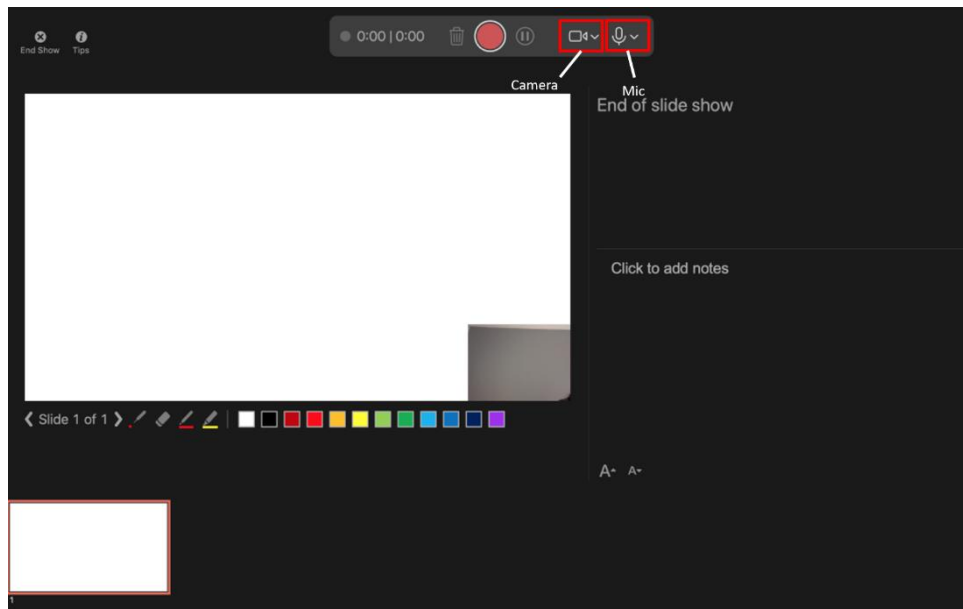 End Show
Tips
0:00 | 0:00
Camera
Mic
End of slide show
Click to add notes
Slide 1 of 1
A
A
1